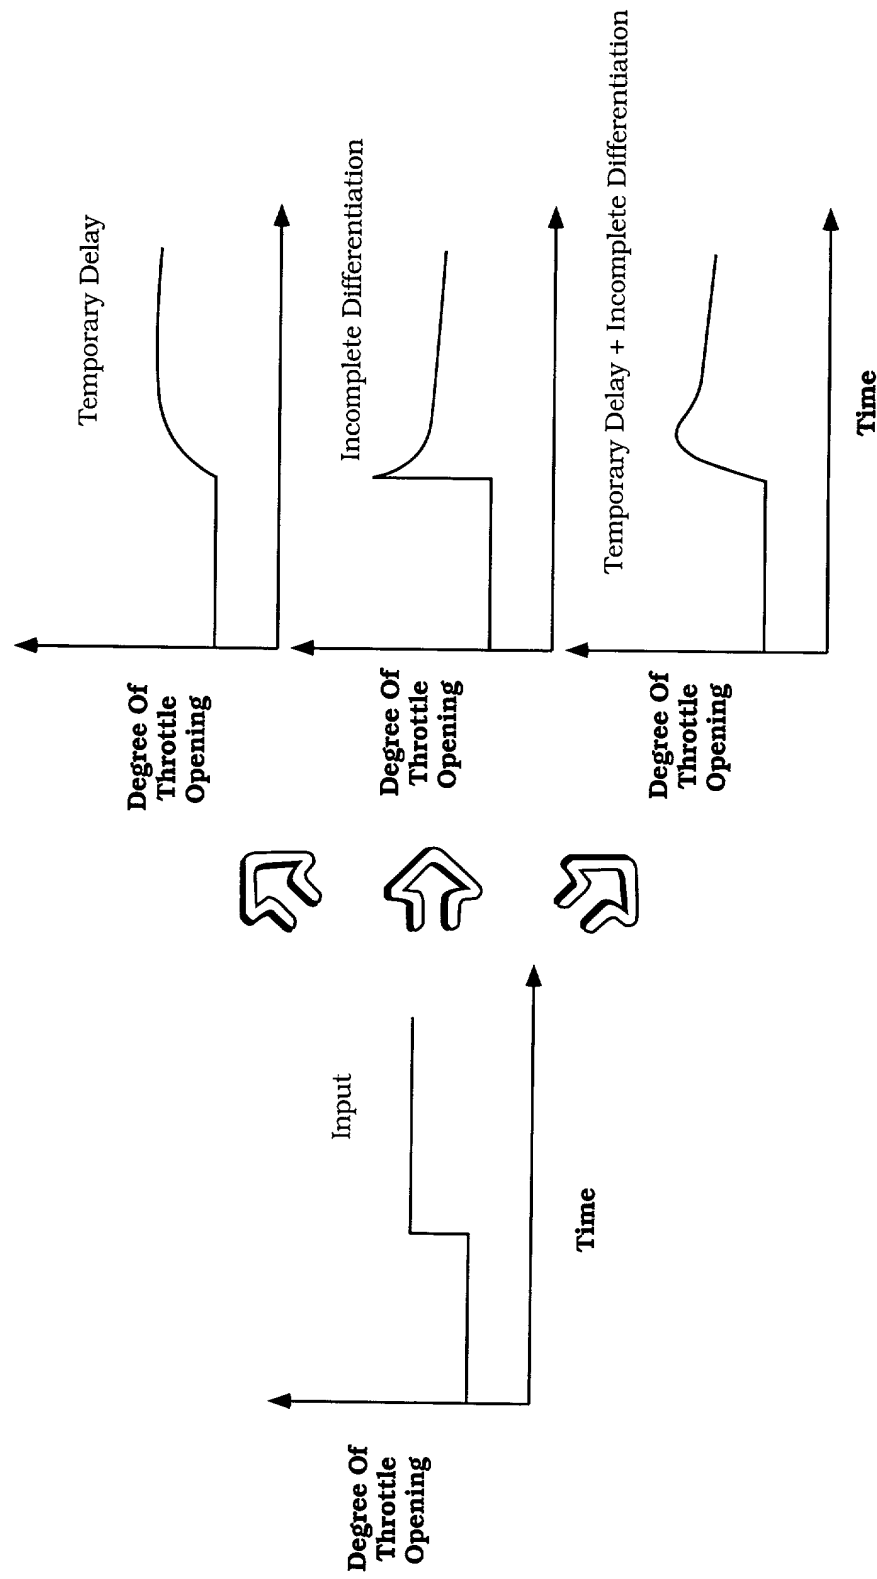 Degree Of
Throttle
Opening
Input
Time
Degree Of
Throttle
Opening
Temporary Delay
Degree Of
Throttle
Opening
Incomplete Differentiation
Degree Of
Throttle
Opening
Temporary Delay + Incomplete Differentiation
Time